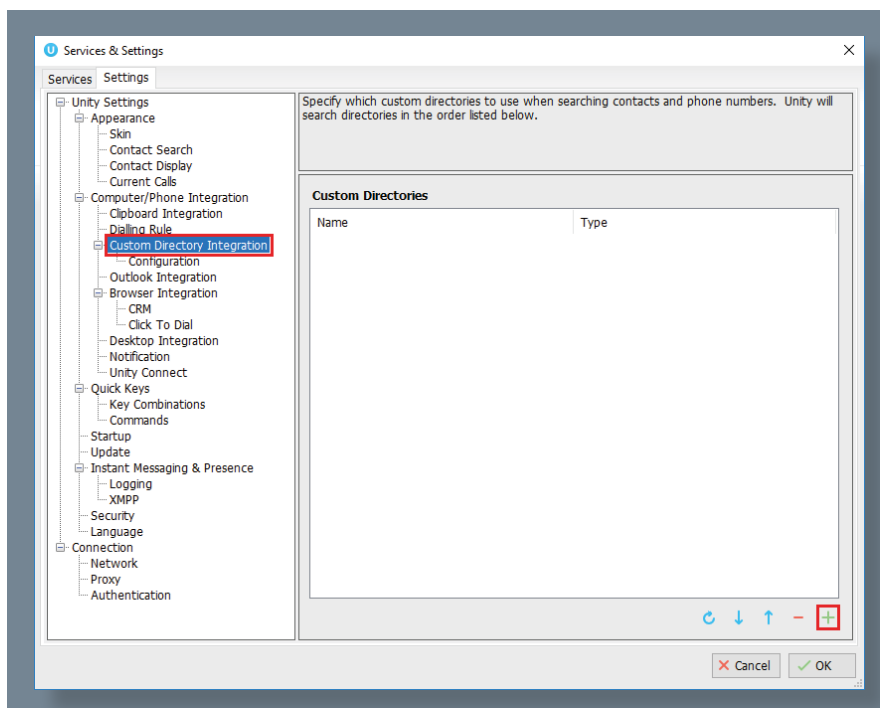 U Services & Settings
Services Settings
Unity Settings
Appearance
Skin
Contact Search
Contact Display
Current Calls
Computer/Phone Integration
Clipboard Integration
Dialling Rule
Custom Directory Integration
Configuration
Outlook Integration
Browser Integration
CRM
Click To Dial
Desktop Integration
Notification
Unity Connect
Quick Keys
Key Combinations
Commands
Startup
Update
Instant Messaging & Presence
Logging
XMPP
Security
Language
Connection
Network
Proxy
Authentication
Specify which custom directories to use when searching contacts and phone numbers. Unity will
search directories in the order listed below.
Custom Directories
Name Type
Cancel OK